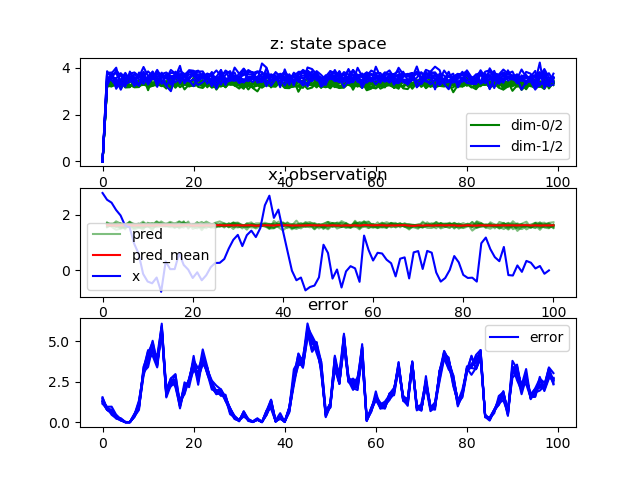 z: state space
4
2
0
dim-0/2
dim-1/2
0 20 40 60 80 100
x: observation
2
0
pred
pred_mean
x
0 20 40 60 80 100
error
5.0
2.5
0.0
error
0 20 40 60 80 100